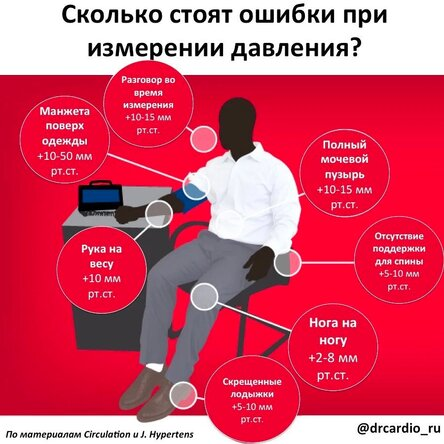 Сколько стоят ошибки при
измерении давления?
Разговор во
время
измерения
+10-15 мм
рт.ст.
Манжета
поверх
одежды
+10-50 мм
рт.ст.
Полный
мочевой
пузырь
+10-15 мм
рт.ст.
Рука на
весу
+10 мм
рт.ст.
Отсутствие
поддержки
для спины
+5-10 мм
рт.ст.
Нога на
ногу
+2-8 мм
рт.ст.
Скрещенные
лодыжки
+5-10 мм
рт.ст.
По материалам Circulation и J. Hypertens
@drcardio_ru